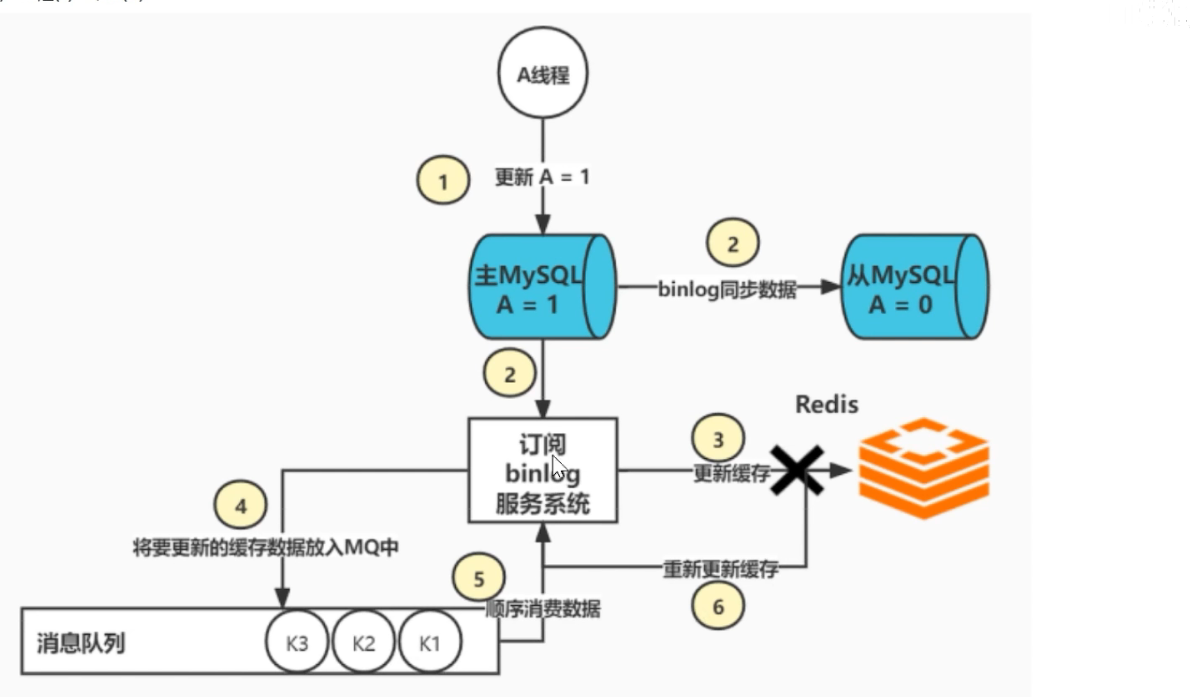 A线程
1
更新 A = 1
2
主MySQL
A = 1
binlog同步数据
从MySQL
A = 0
2
Redis
订阅
binlog
服务系统
3
更新缓存
4
将要更新的缓存数据放入MQ中
5
顺序消费数据
重新更新缓存
6
消息队列
K3
K2
K1